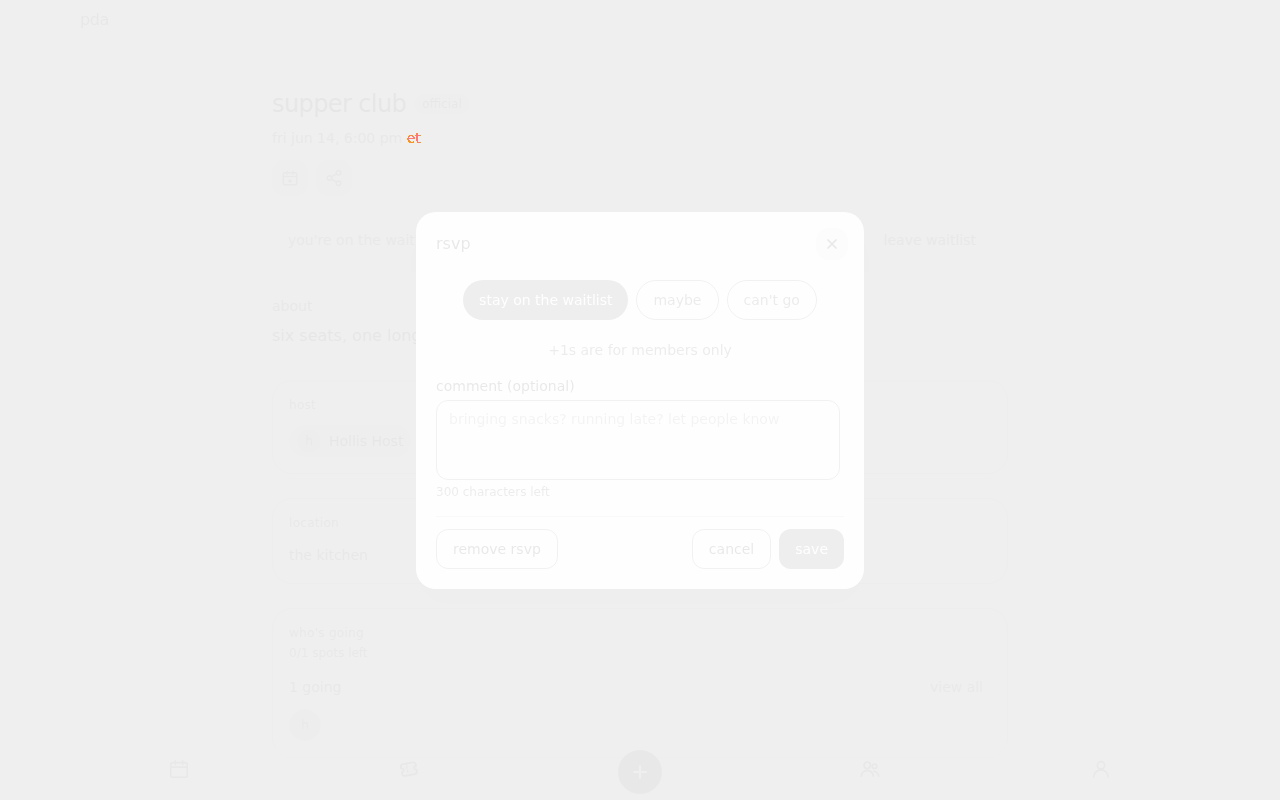 pda
supper club official
fri jun 14, 6:00 pm et
you're on the wait
leave waitlist
about
six seats, one long
host
Hollis Host
location
the kitchen
who's going
0/1 spots left
1 going
view all
rsvp
stay on the waitlist
maybe
can't go
+1s are for members only
comment (optional)
bringing snacks? running late? let people know
300 characters left
remove rsvp
cancel
save